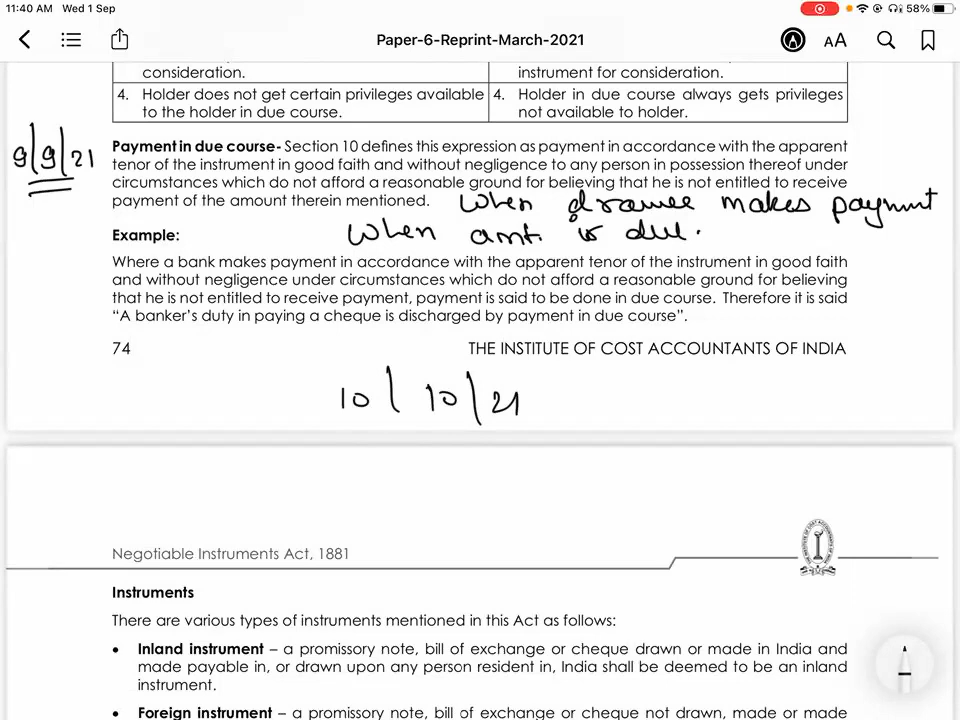 11:40 AM Wed 1 Sep 58%
Paper-6-Reprint-March-2021
AA
consideration. instrument for consideration.
4. Holder does not get certain privileges available 4. Holder in due course always gets privileges
to the holder in due course. not available to holder.
9/9/21
Payment in due course- Section 10 defines this expression as payment in accordance with the apparent
tenor of the instrument in good faith and without negligence to any person in possession thereof under
circumstances which do not afford a reasonable ground for believing that he is not entitled to receive
payment of the amount therein mentioned. When drawee makes payment
Example: When amt. is due.
Where a bank makes payment in accordance with the apparent tenor of the instrument in good faith
and without negligence under circumstances which do not afford a reasonable ground for believing
that he is not entitled to receive payment, payment is said to be done in due course. Therefore it is said
“A banker’s duty in paying a cheque is discharged by payment in due course”.
74 THE INSTITUTE OF COST ACCOUNTANTS OF INDIA
10/10/21
Negotiable Instruments Act, 1881
Instruments
There are various types of instruments mentioned in this Act as follows:
• Inland instrument – a promissory note, bill of exchange or cheque drawn or made in India and
made payable in, or drawn upon any person resident in, India shall be deemed to be an inland
instrument.
• Foreign instrument – a promissory note, bill of exchange or cheque not drawn, made or made